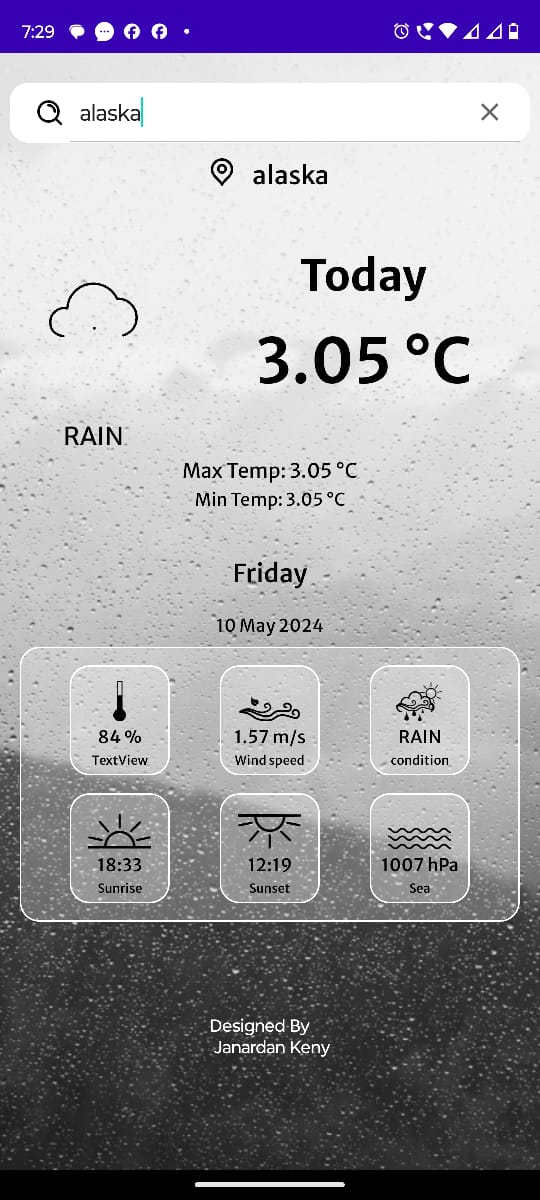 7:29
alaska
alaska
Today
3.05 °C
RAIN
Max Temp: 3.05 °C
Min Temp: 3.05 °C
Friday
10 May 2024
84 % 1.57 m/s RAIN
TextView Wind speed condition
18:33 12:19 1007 hPa
Sunrise Sunset Sea
Designed By
Janardan Keny